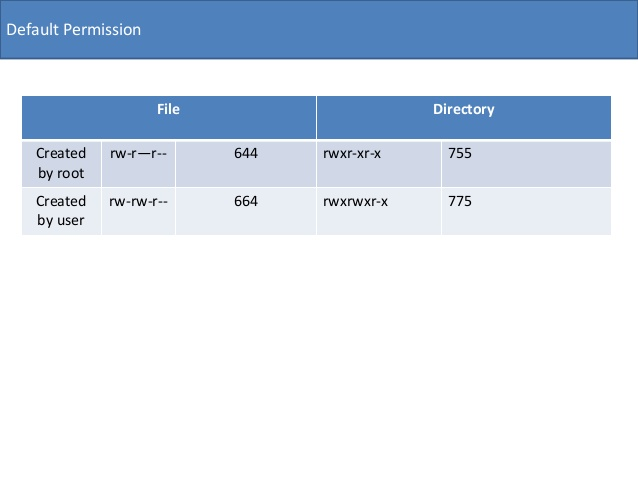 Default Permission
File Directory
Created by root rw-r—r-- 644 rwxr-xr-x 755
Created by user rw-rw-r-- 664 rwxrwxr-x 775